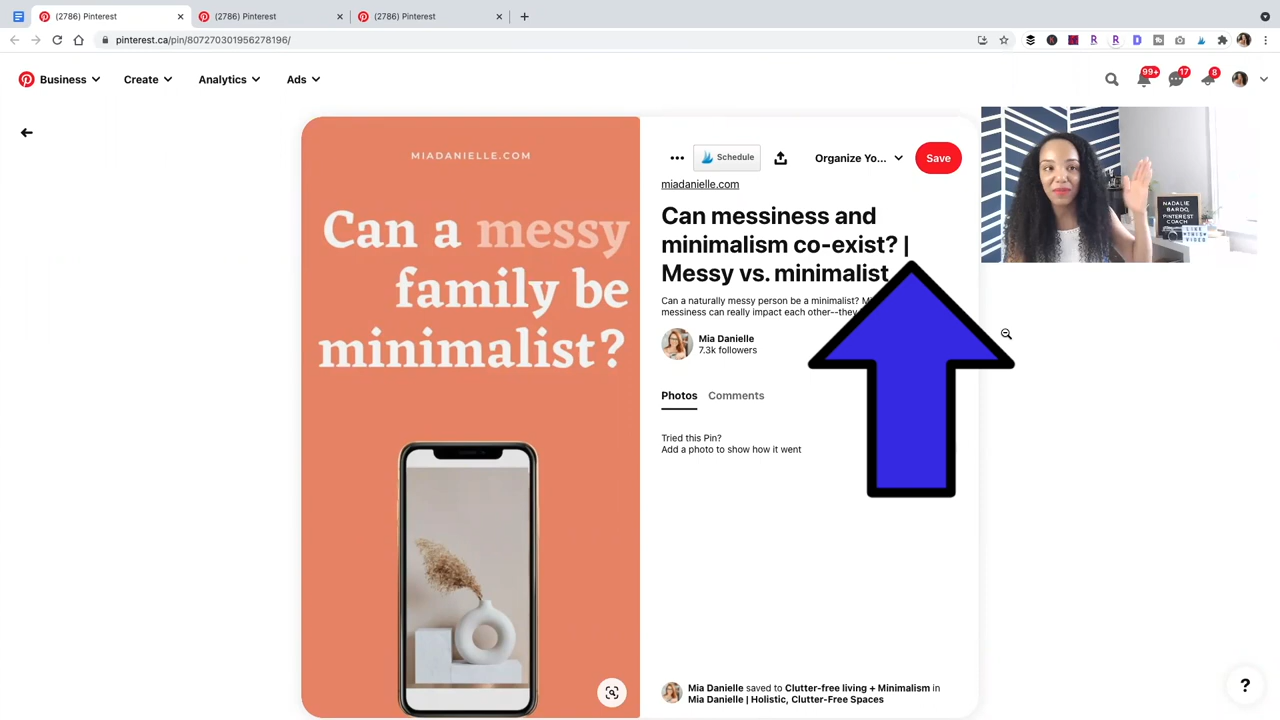 (2786) Pinterest
(2786) Pinterest
(2786) Pinterest
pinterest.ca/pin/807270301956278196/
Business
Create
Analytics
Ads
99+
17
8
MIADANIELLE.COM
Can a messy
family be
minimalist?
Schedule
Organize Yo...
Save
miadanielle.com
Can messiness and
minimalism co-exist? |
Messy vs. minimalist
Can a naturally messy person be a minimalist?
messiness can really impact each other--they
Mia Danielle
7.3k followers
Photos
Comments
Tried this Pin?
Add a photo to show how it went
Mia Danielle saved to Clutter-free living + Minimalism in
Mia Danielle | Holistic, Clutter-Free Spaces
?
NADALIE
BARDO,
PINTEREST
COACH
LIKE
THIS
VIDEO